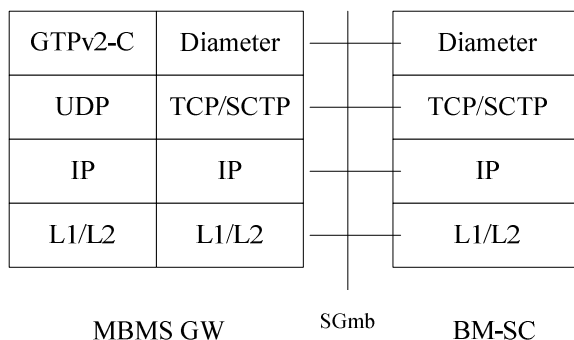 GTPv2-C Diameter Diameter
UDP TCP/SCTP TCP/SCTP
IP IP IP
L1/L2 L1/L2 L1/L2
MBMS GW SGmb BM-SC